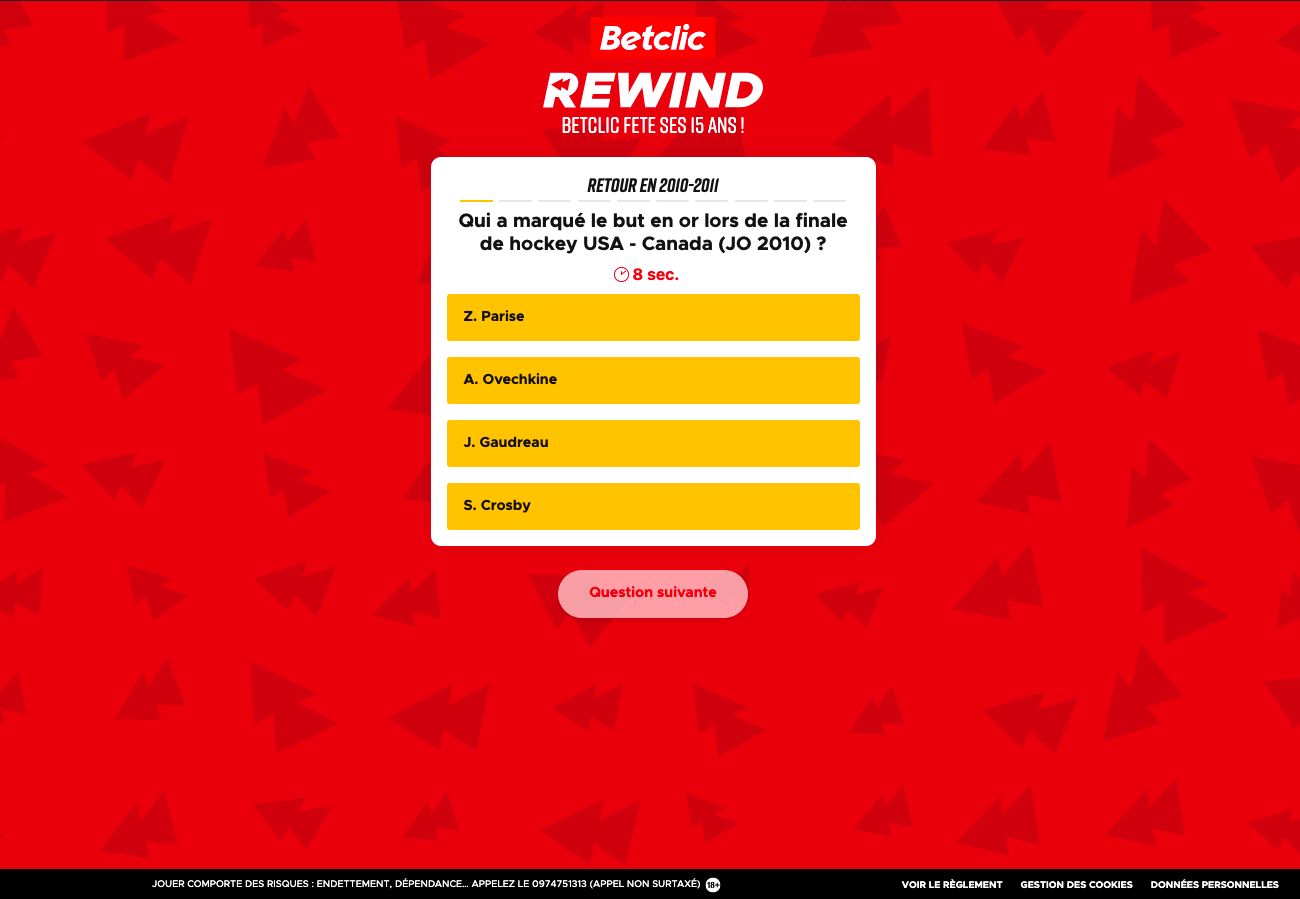 Betclic
REWIND
BETCLIC FETE SES 15 ANS !
RETOUR EN 2010-2011
Qui a marqué le but en or lors de la finale
de hockey USA - Canada (JO 2010) ?
8 sec.
Z. Parise
A. Ovechkine
J. Gaudreau
S. Crosby
Question suivante
JOUER COMPORTE DES RISQUES : ENDETTEMENT, DÉPENDANCE... APPELEZ LE 0974751313 (APPEL NON SURTAXÉ) 18+
VOIR LE RÈGLEMENT GESTION DES COOKIES DONNÉES PERSONNELLES